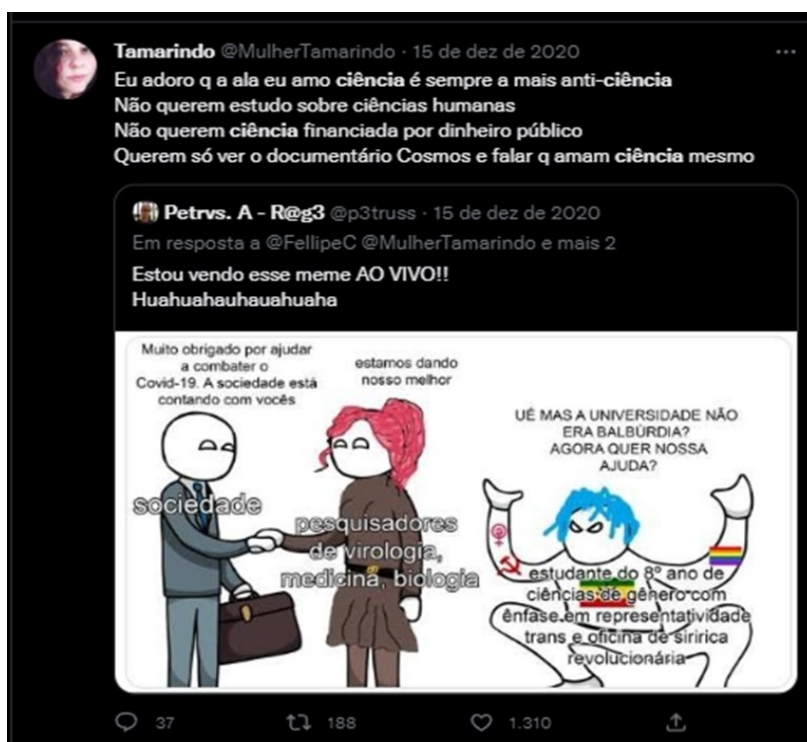 Tamarindo @MulherTamarindo · 15 de dez de 2020
Eu adoro q a ala eu amo ciência é sempre a mais anti-ciência
Não querem estudo sobre ciências humanas
Não querem ciência financiada por dinheiro público
Querem só ver o documentário Cosmos e falar q amam ciência mesmo
Petrvs. A - R@g3 @p3truss · 15 de dez de 2020
Em resposta a @FellipeC @MulherTamarindo e mais 2
Estou vendo esse meme AO VIVO!!
Huahuahauhauahuaha
Muito obrigado por ajudar
a combater o
Covid-19. A sociedade está
contando com vocês
estamos dando
nosso melhor
UÉ MAS A UNIVERSIDADE NÃO
ERA BALBÚRDIA?
AGORA QUER NOSSA
AJUDA?
sociedade
pesquisadores
de virologia,
medicina, biologia
estudante do 8º ano de
ciências de gênero com
ênfase em representatividade
trans e oficina de siririca
revolucionária
37 188 1.310